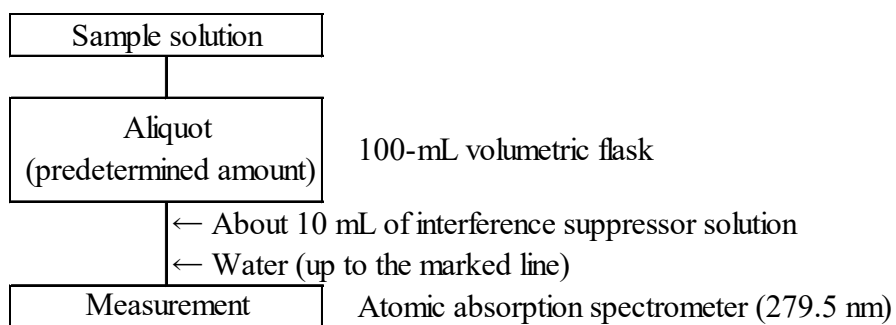 Sample solution
Aliquot
(predetermined amount)
100-mL volumetric flask
← About 10 mL of interference suppressor solution
← Water (up to the marked line)
Measurement
Atomic absorption spectrometer (279.5 nm)